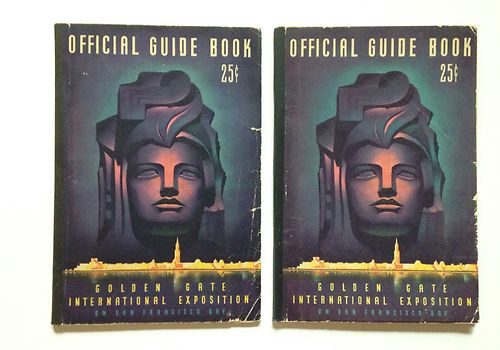 OFFICIAL GUIDE BOOK
25¢
GOLDEN GATE
INTERNATIONAL EXPOSITION
ON SAN FRANCISCO BAY
OFFICIAL GUIDE BOOK
25¢
GOLDEN GATE
INTERNATIONAL EXPOSITION
ON SAN FRANCISCO BAY